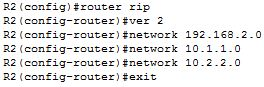 R2(config)#router rip
R2(config-router)#ver 2
R2(config-router)#network 192.168.2.0
R2(config-router)#network 10.1.1.0
R2(config-router)#network 10.2.2.0
R2(config-router)#exit